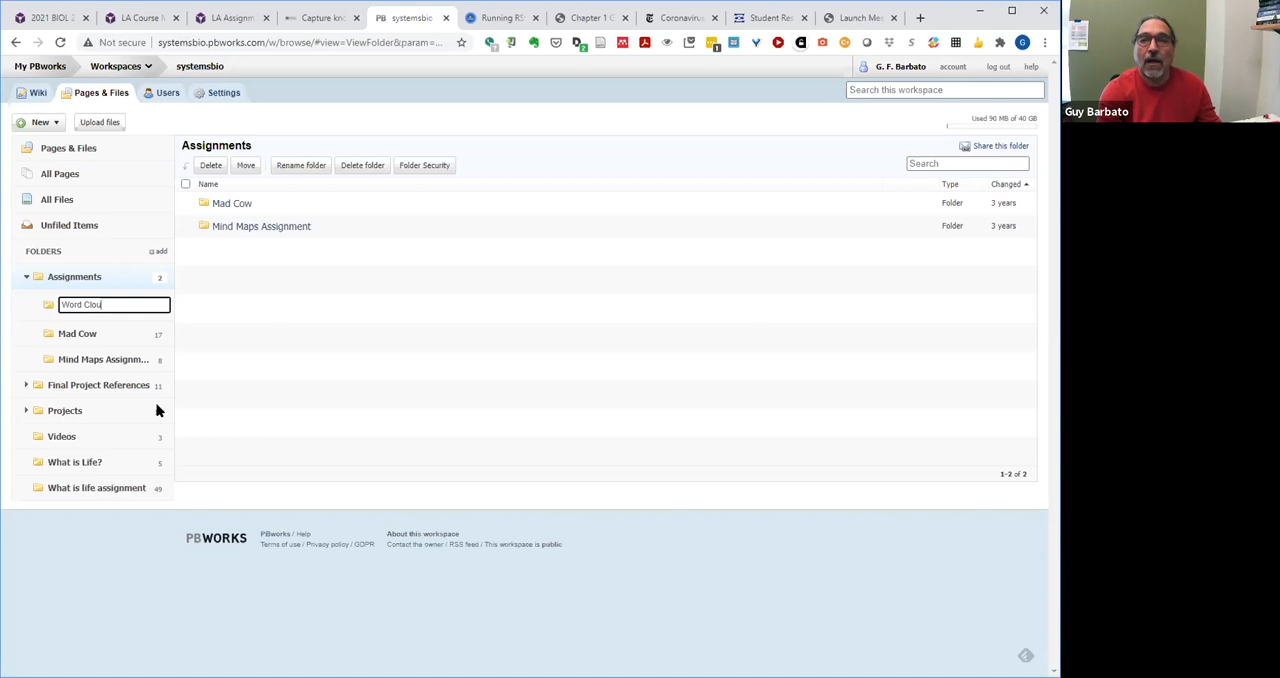 2021 BIOL 2
LA Course M
LA Assignm
Capture kno
systemsbio
Running RS
Chapter 1 G
Coronavirus
Student Res
Launch Mee
Not secure
systemsbio.pbworks.com/w/browse/#view=ViewFolder&param=...
My PBworks Workspaces systemsbio
G. F. Barbato account log out help
Wiki Pages & Files Users Settings
Search this workspace
New Upload files
Used 90 MB of 40 GB
Pages & Files
All Pages
All Files
Unfiled Items
FOLDERS add
Assignments 2
Word Clou
Mad Cow 17
Mind Maps Assignm... 8
Final Project References 11
Projects
Videos 3
What is Life? 5
What is life assignment 49
Assignments
Share this folder
Delete Move Rename folder Delete folder Folder Security
Search
Name Type Changed
Mad Cow Folder 3 years
Mind Maps Assignment Folder 3 years
1-2 of 2
PBWORKS
PBworks / Help
Terms of use / Privacy policy / GDPR
About this workspace
Contact the owner / RSS feed / This workspace is public
Guy Barbato